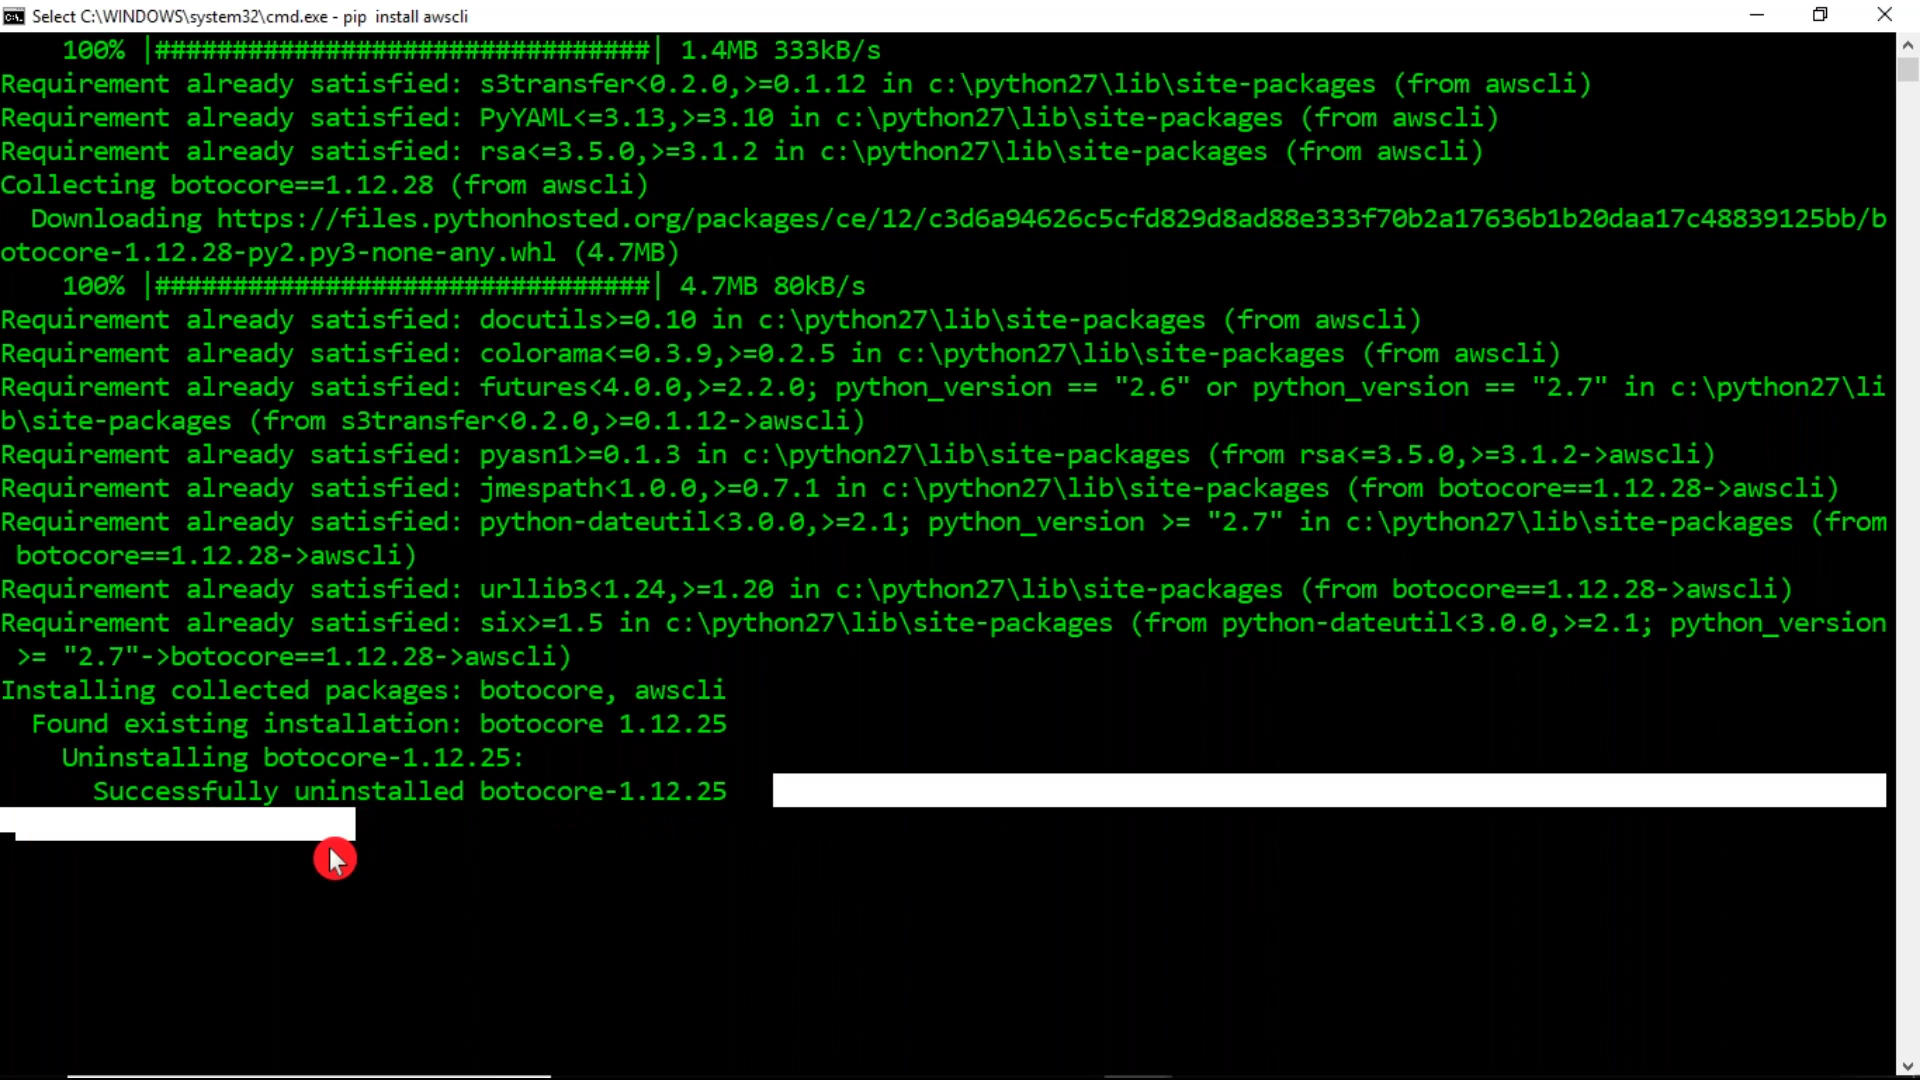 Select C:\WINDOWS\system32\cmd.exe - pip  install awscli
    100% |################################| 1.4MB 333kB/s
Requirement already satisfied: s3transfer<0.2.0,>=0.1.12 in c:\python27\lib\site-packages (from awscli)
Requirement already satisfied: PyYAML<=3.13,>=3.10 in c:\python27\lib\site-packages (from awscli)
Requirement already satisfied: rsa<=3.5.0,>=3.1.2 in c:\python27\lib\site-packages (from awscli)
Collecting botocore==1.12.28 (from awscli)
  Downloading https://files.pythonhosted.org/packages/ce/12/c3d6a94626c5cfd829d8ad88e333f70b2a17636b1b20daa17c48839125bb/b
otocore-1.12.28-py2.py3-none-any.whl (4.7MB)
    100% |################################| 4.7MB 80kB/s
Requirement already satisfied: docutils>=0.10 in c:\python27\lib\site-packages (from awscli)
Requirement already satisfied: colorama<=0.3.9,>=0.2.5 in c:\python27\lib\site-packages (from awscli)
Requirement already satisfied: futures<4.0.0,>=2.2.0; python_version == "2.6" or python_version == "2.7" in c:\python27\li
b\site-packages (from s3transfer<0.2.0,>=0.1.12->awscli)
Requirement already satisfied: pyasn1>=0.1.3 in c:\python27\lib\site-packages (from rsa<=3.5.0,>=3.1.2->awscli)
Requirement already satisfied: jmespath<1.0.0,>=0.7.1 in c:\python27\lib\site-packages (from botocore==1.12.28->awscli)
Requirement already satisfied: python-dateutil<3.0.0,>=2.1; python_version >= "2.7" in c:\python27\lib\site-packages (from
 botocore==1.12.28->awscli)
Requirement already satisfied: urllib3<1.24,>=1.20 in c:\python27\lib\site-packages (from botocore==1.12.28->awscli)
Requirement already satisfied: six>=1.5 in c:\python27\lib\site-packages (from python-dateutil<3.0.0,>=2.1; python_version
 >= "2.7"->botocore==1.12.28->awscli)
Installing collected packages: botocore, awscli
  Found existing installation: botocore 1.12.25
    Uninstalling botocore-1.12.25:
      Successfully uninstalled botocore-1.12.25